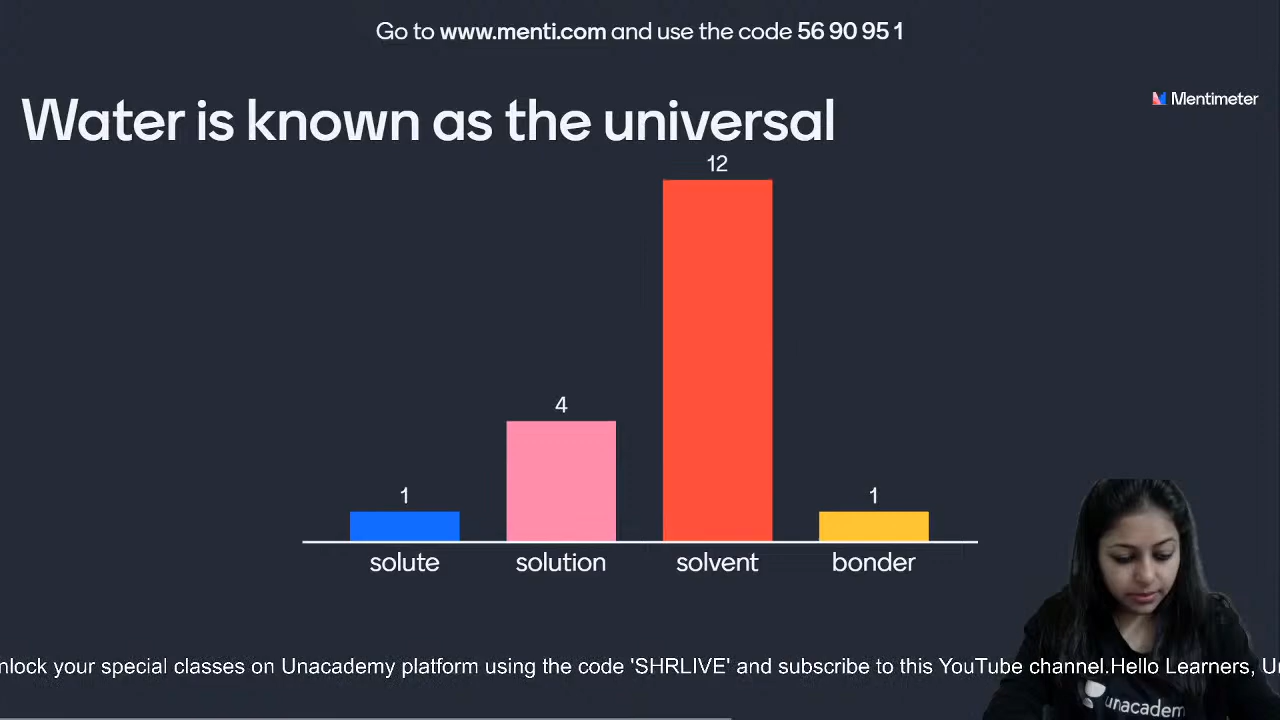 Go to www.menti.com and use the code 56 90 95 1
Mentimeter
Water is known as the universal
12
4
1
1
solute
solution
solvent
bonder
nlock your special classes on Unacademy platform using the code 'SHRLIVE' and subscribe to this YouTube channel.Hello Learners, U
unacadem